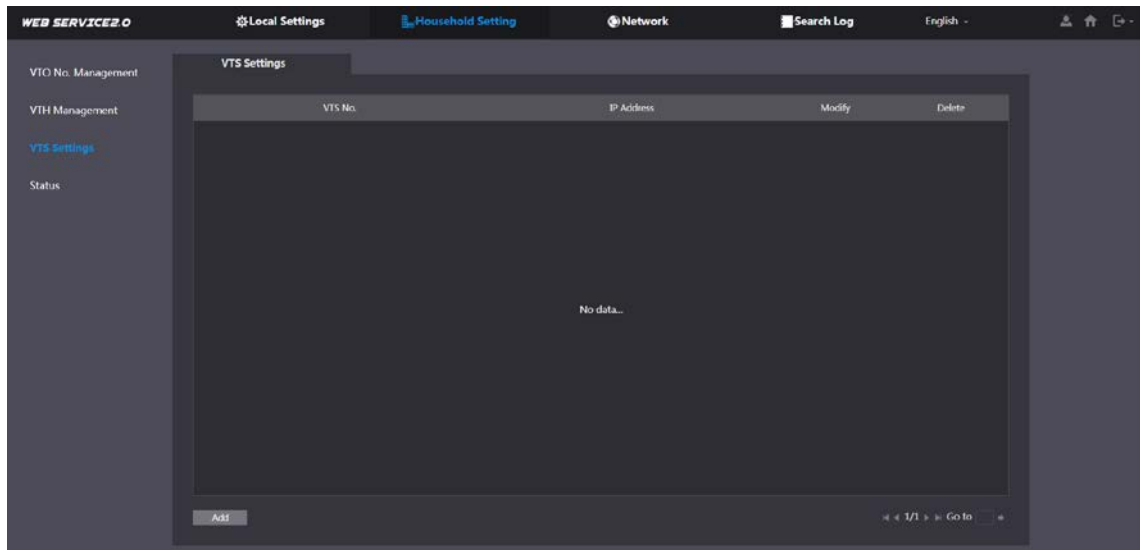 WEB SERVICE2.0 Local Settings Household Setting Network Search Log English
VTO No. Management
VTS Settings
VTH Management
VTS No. IP Address Modify Delete
VTS Settings
Status
No data...
Add 1/1 Go to